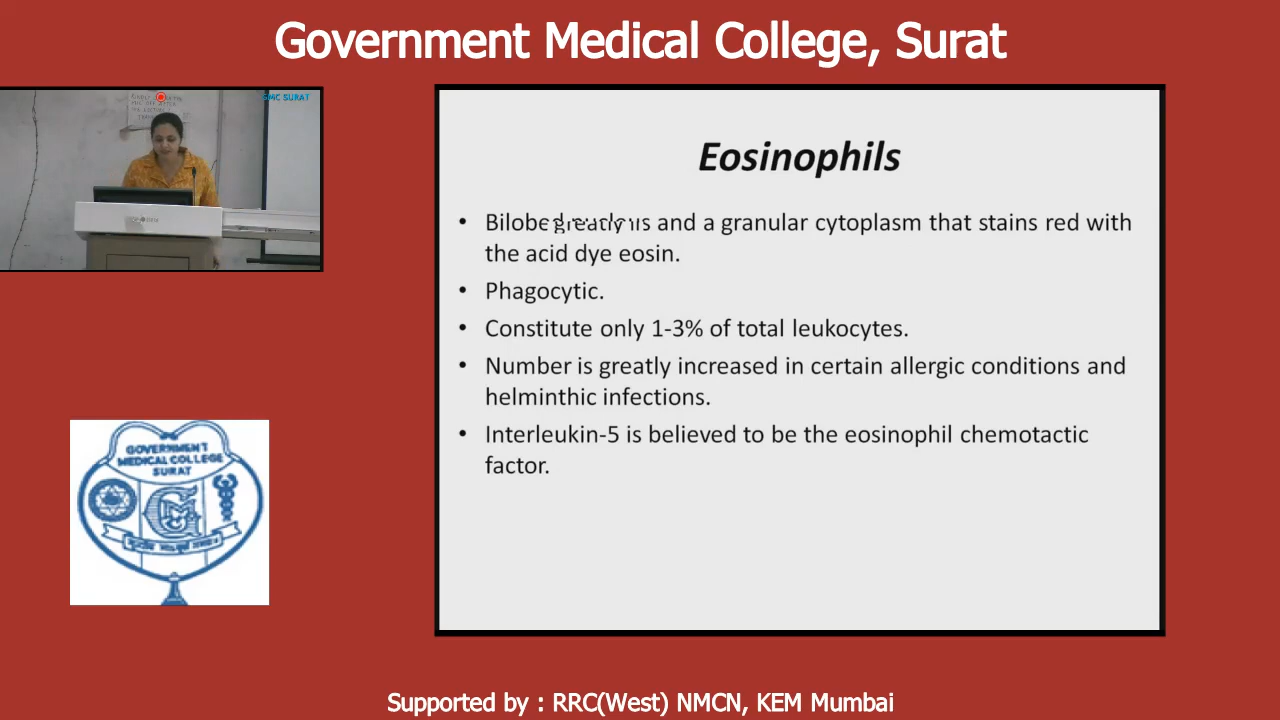 Government Medical College, Surat
GMC SURAT
Eosinophils
• Bilobe greatly us and a granular cytoplasm that stains red with
the acid dye eosin.
• Phagocytic.
• Constitute only 1-3% of total leukocytes.
• Number is greatly increased in certain allergic conditions and
helminthic infections.
• Interleukin-5 is believed to be the eosinophil chemotactic
factor.
GOVERNMENT
MEDICAL COLLEGE
SURAT
Supported by : RRC(West) NMCN, KEM Mumbai